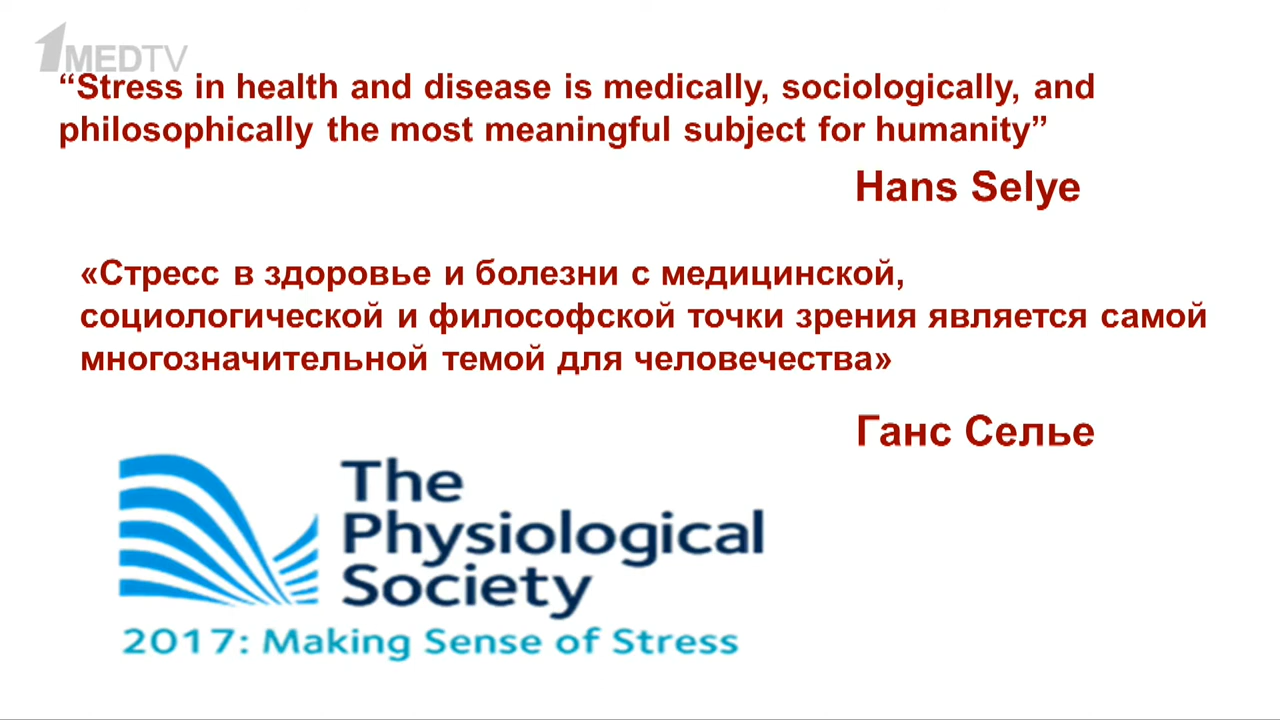 1MEDTV
“Stress in health and disease is medically, sociologically, and
philosophically the most meaningful subject for humanity”
Hans Selye
«Стресс в здоровье и болезни с медицинской,
социологической и философской точки зрения является самой
многозначительной темой для человечества»
Ганс Селье
The
Physiological
Society
2017: Making Sense of Stress